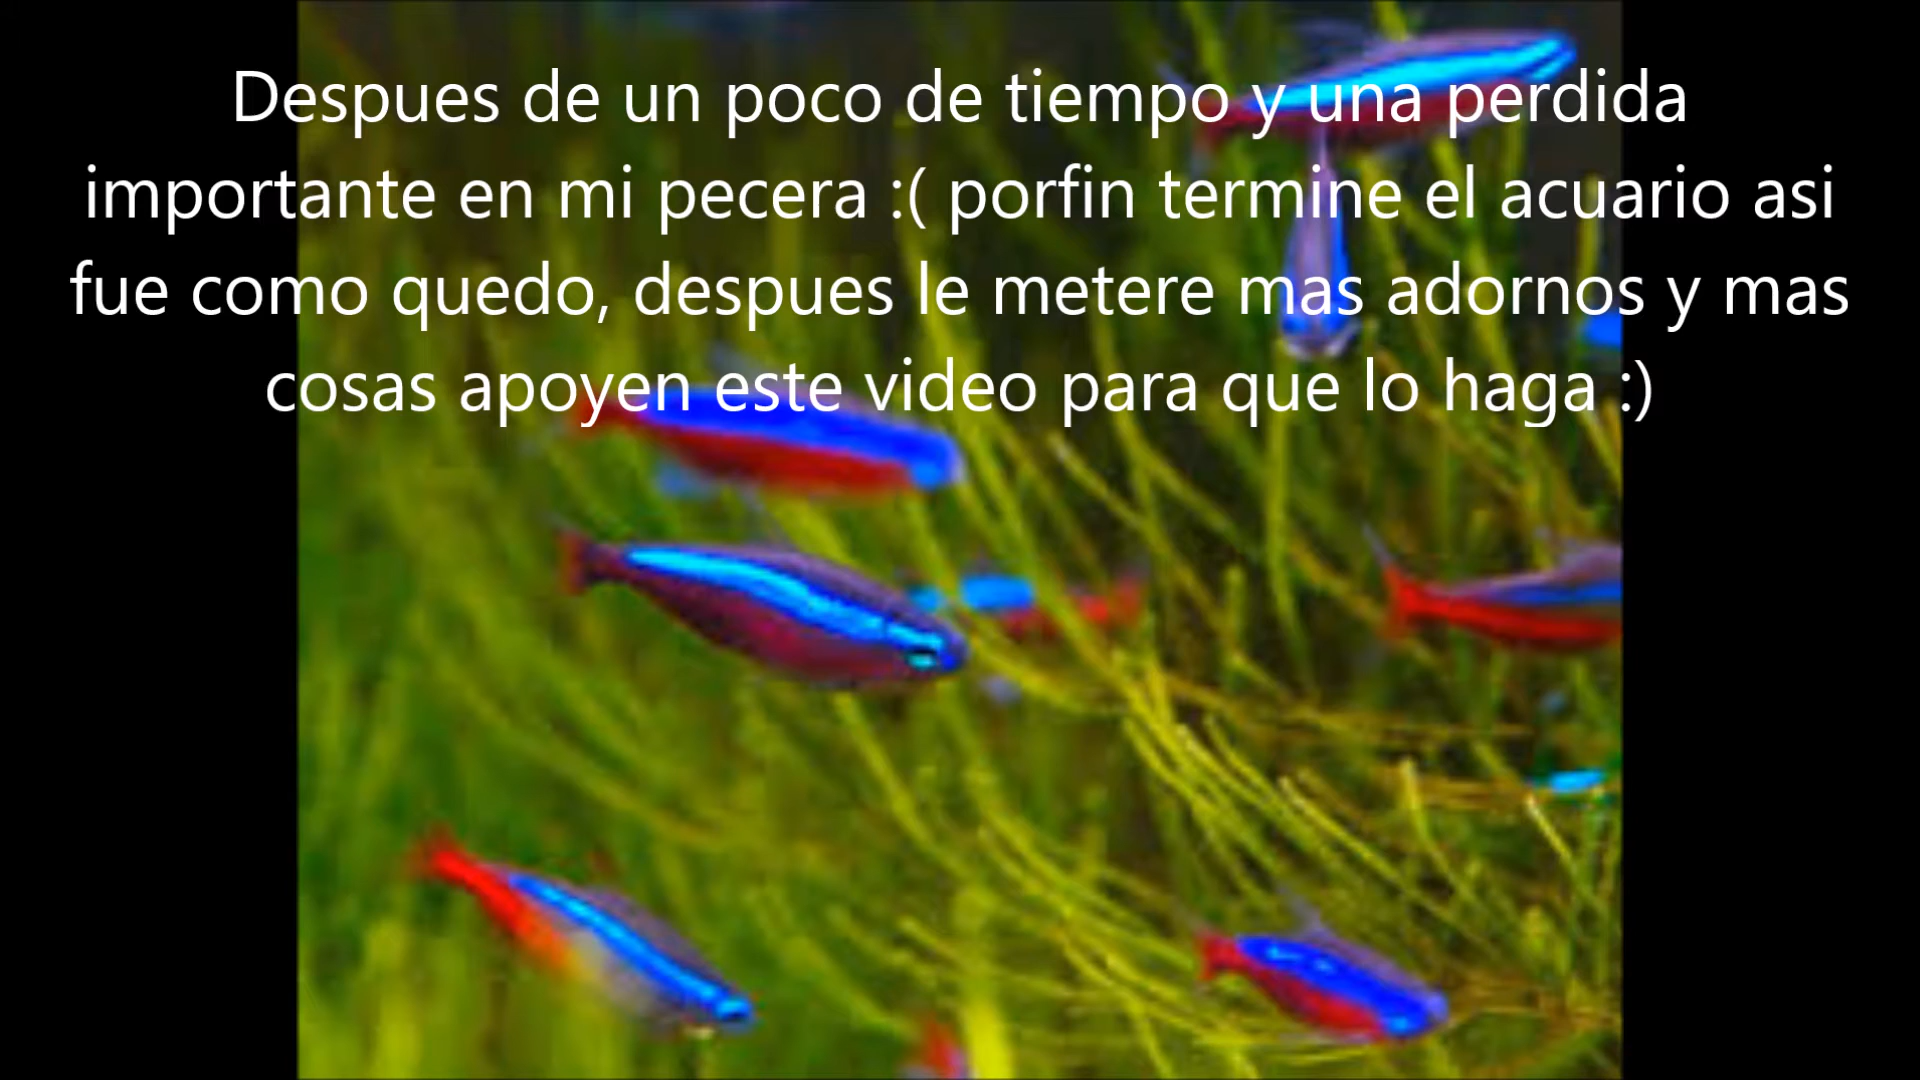 Despues de un poco de tiempo y una perdida
importante en mi pecera :( porfin termine el acuario asi
fue como quedo, despues le metere mas adornos y mas
cosas apoyen este video para que lo haga :)